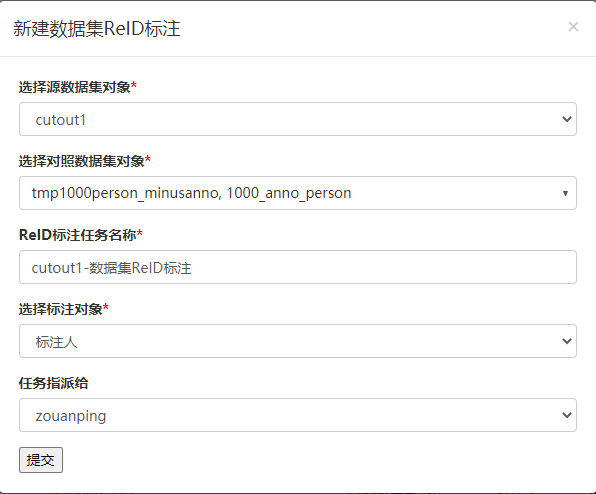 新建数据集ReID标注
×
选择源数据集对象*
cutout1
选择对照数据集对象*
tmp1000person_minusanno, 1000_anno_person
ReID标注任务名称*
cutout1-数据集ReID标注
选择标注对象*
标注人
任务指派给
zouanping
提交